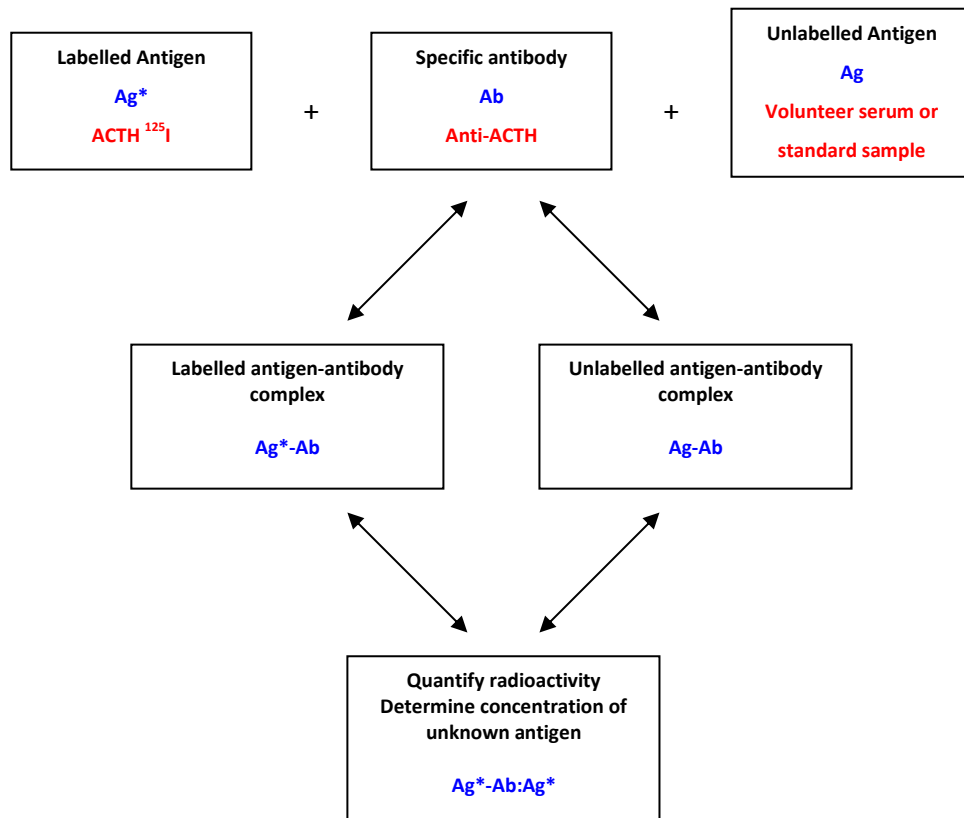 Labelled Antigen
Ag*
ACTH ¹²⁵I
+
Specific antibody
Ab
Anti-ACTH
+
Unlabelled Antigen
Ag
Volunteer serum or
standard sample
Labelled antigen-antibody
complex
Ag*-Ab
Unlabelled antigen-antibody
complex
Ag-Ab
Quantify radioactivity
Determine concentration of
unknown antigen
Ag*-Ab:Ag*